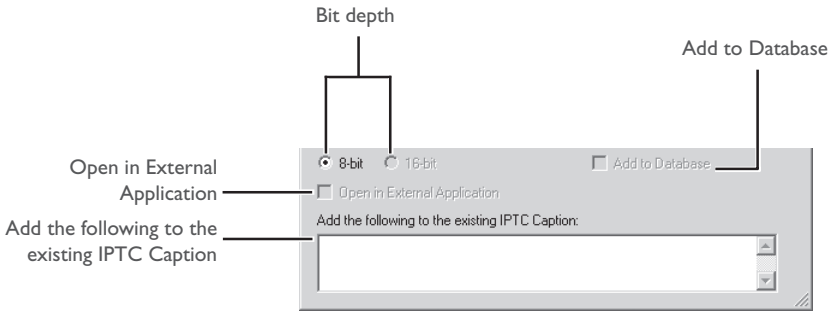 Bit depth
Add to Database
8-bit
16-bit
Add to Database
Open in External
Application
Open in External Application
Add the following to the
existing IPTC Caption
Add the following to the existing IPTC Caption: